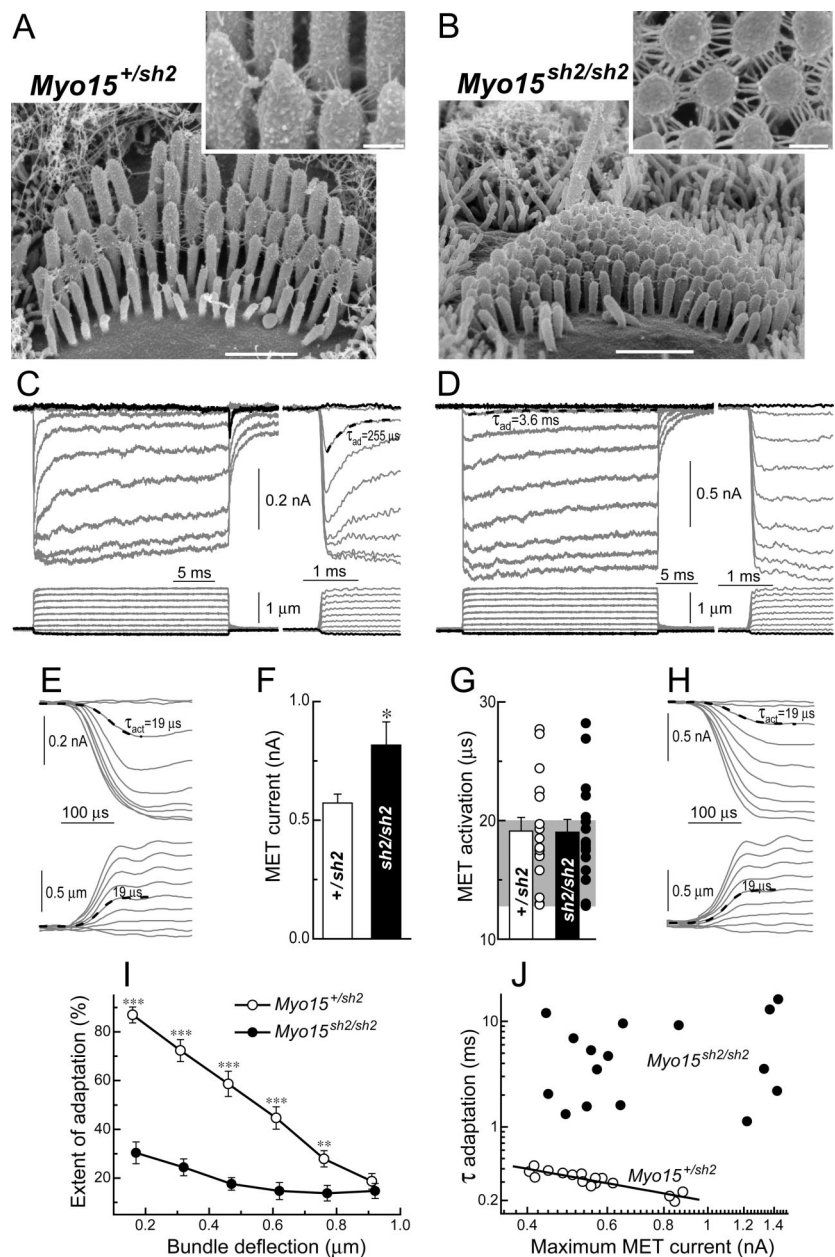 A
Myo15+/sh2
B
Myo15sh2/sh2
C
τad=255 μs
0.2 nA
5 ms
1 ms
1 μm
D
τad=3.6 ms
0.5 nA
5 ms
1 ms
1 μm
E
τact=19 μs
0.2 nA
100 μs
0.5 μm
19 μs
F
MET current (nA)
1.0
0.5
0.0
*
+/sh2
sh2/sh2
G
MET activation (μs)
30
20
10
+/sh2
sh2/sh2
H
τact=19 μs
0.5 nA
100 μs
0.5 μm
19 μs
I
Extent of adaptation (%)
80
60
40
20
*** *** *** *** **
Myo15+/sh2
Myo15sh2/sh2
0.2 0.4 0.6 0.8 1.0
Bundle deflection (μm)
J
τ adaptation (ms)
10
1
0.2
Myo15sh2/sh2
Myo15+/sh2
0.4 0.6 0.8 1 1.2 1.4
Maximum MET current (nA)